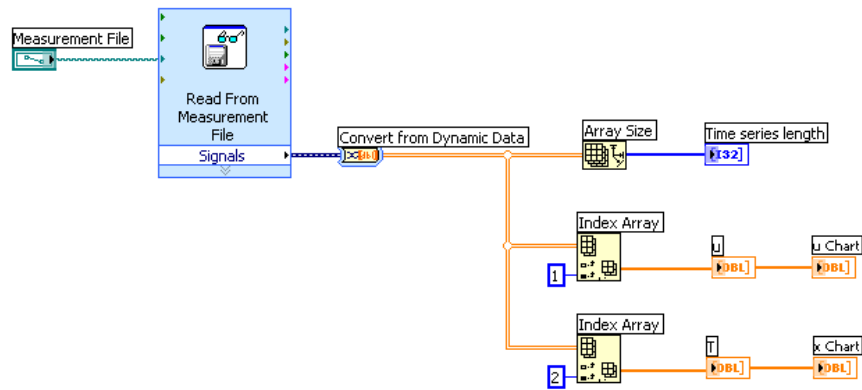 Measurement File
Read From
Measurement
File
Signals
Convert from Dynamic Data
Array Size
Time series length
I32]
Index Array
1
u
DBL]
u Chart
DBL]
Index Array
2
T
DBL]
x Chart
DBL]